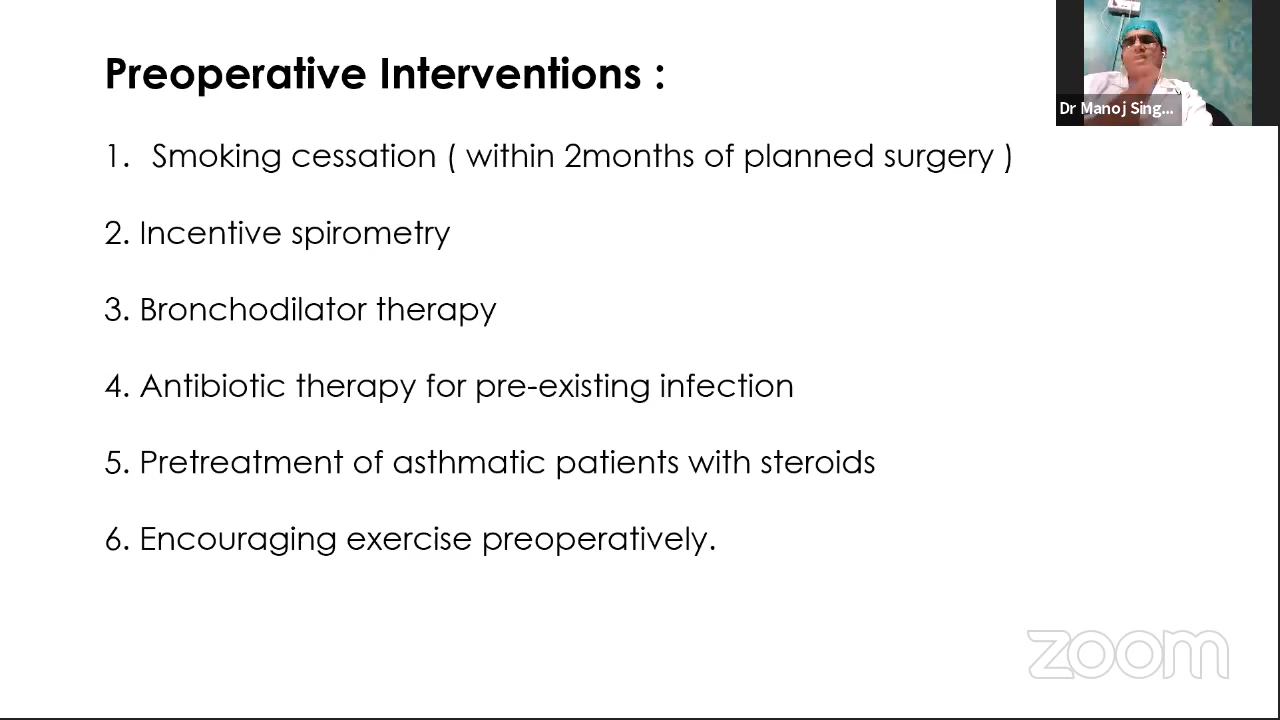 Preoperative Interventions :
Dr Manoj Sing...
1. Smoking cessation ( within 2months of planned surgery )
2. Incentive spirometry
3. Bronchodilator therapy
4. Antibiotic therapy for pre-existing infection
5. Pretreatment of asthmatic patients with steroids
6. Encouraging exercise preoperatively.
zoom